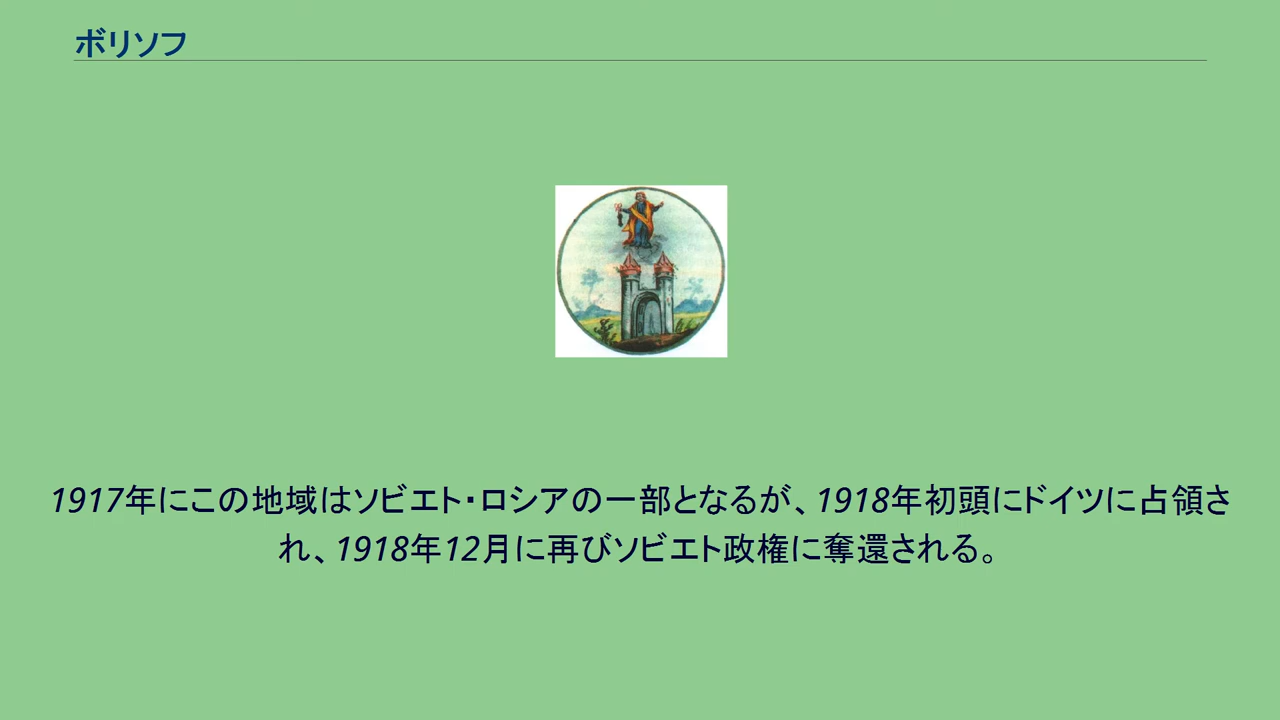 ボリソフ
1917年にこの地域はソビエト・ロシアの一部となるが、1918年初頭にドイツに占領さ
れ、1918年12月に再びソビエト政権に奪還される。